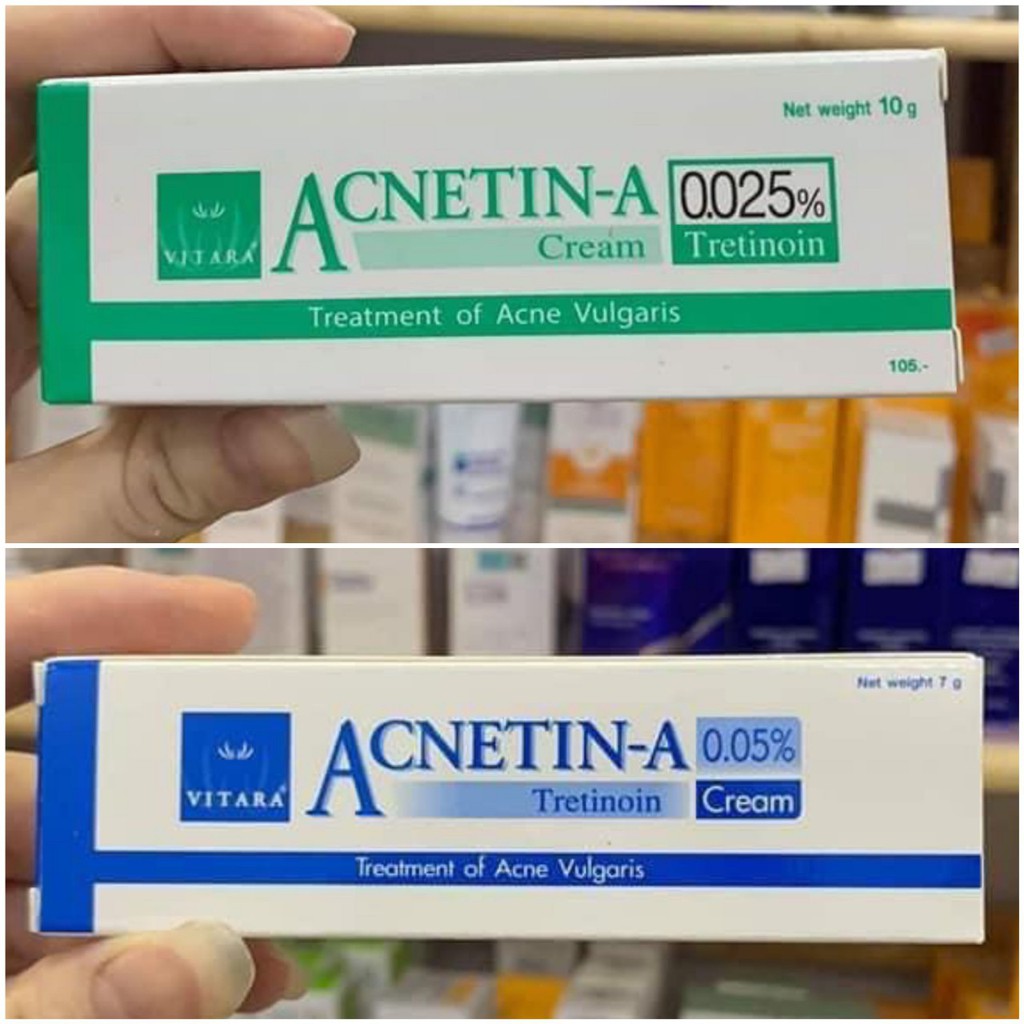 Net weight 10 g
VITARA®
ACNETIN-A
0.025%
Cream
Tretinoin
Treatment of Acne Vulgaris
105.-
Net weight 7 g
VITARA®
ACNETIN-A
0.05%
Tretinoin
Cream
Treatment of Acne Vulgaris